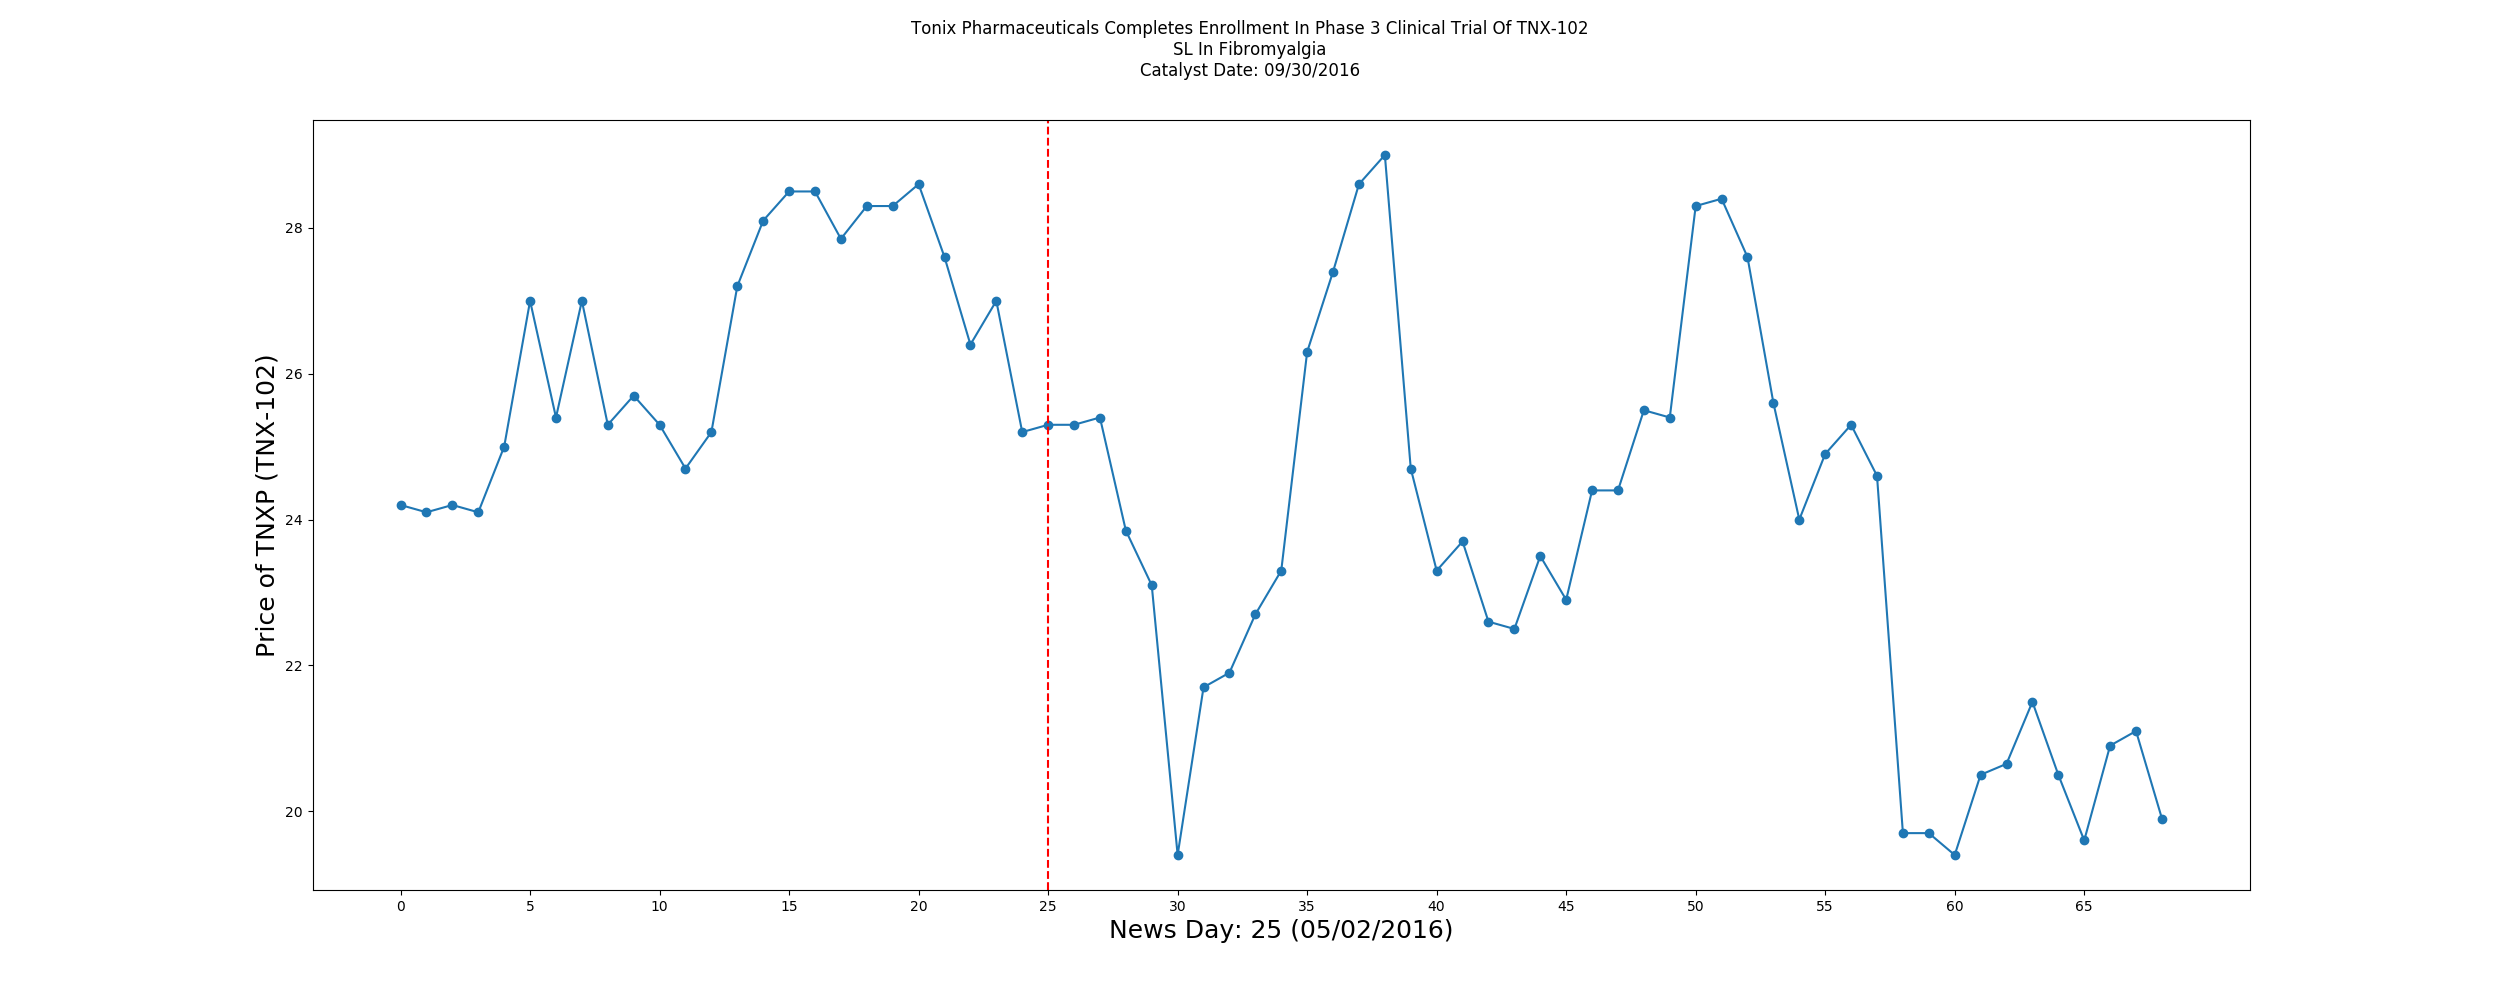 Tonix Pharmaceuticals Completes Enrollment In Phase 3 Clinical Trial Of TNX-102
SL In Fibromyalgia
Catalyst Date: 09/30/2016
Price of TNXP (TNX-102)
28
26
24
22
20
0 5 10 15 20 25 30 35 40 45 50 55 60 65
News Day: 25 (05/02/2016)